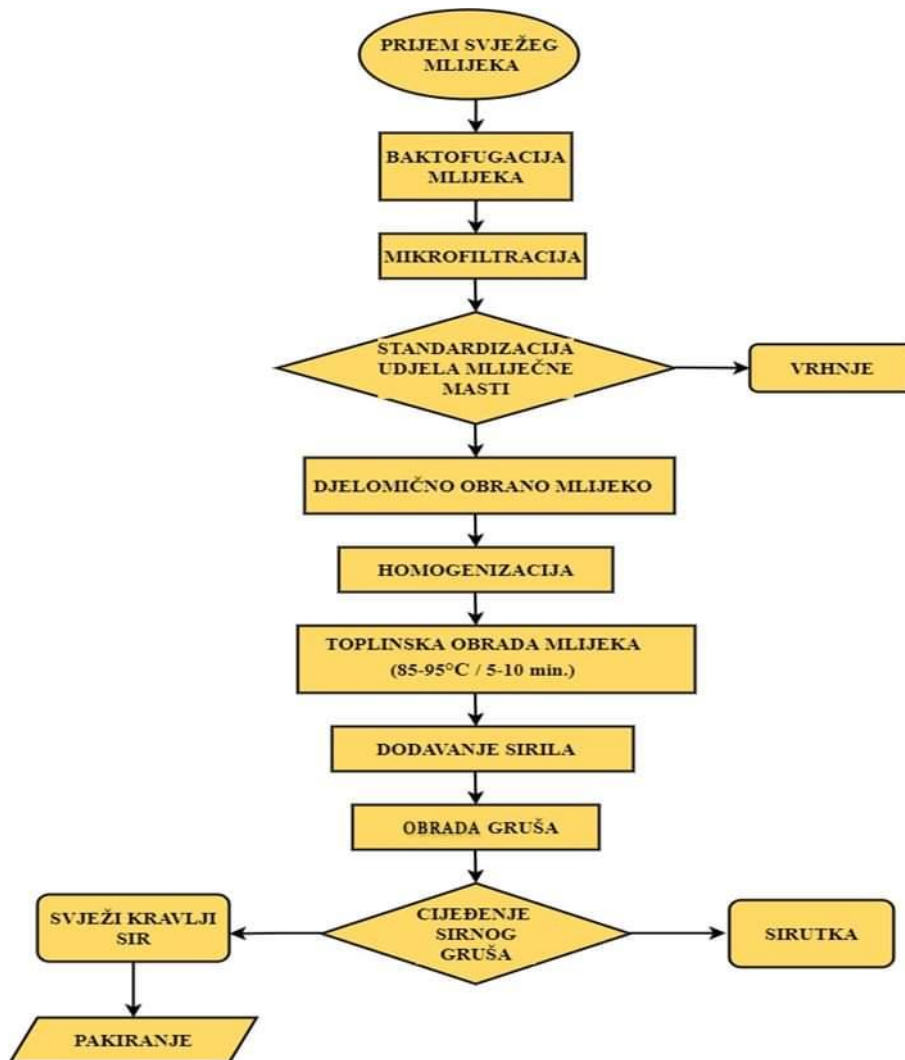 PRIJEM SVJEŽEG
MLIJEKA
BAKTOFUGACIJA
MLIJEKA
MIKROFILTRACIJA
STANDARDIZACIJA
UDJELA MLIJEČNE
MASTI
VRHNJE
DJELOMIČNO OBRANO MLIJEKO
HOMOGENIZACIJA
TOPLINSKA OBRADA MLIJEKA
(85-95°C / 5-10 min.)
DODAVANJE SIRILA
OBRADA GRUŠA
SVJEŽI KRAVLJI
SIR
CIJEĐENJE
SIRNOG
GRUŠA
SIRUTKA
PAKIRANJE